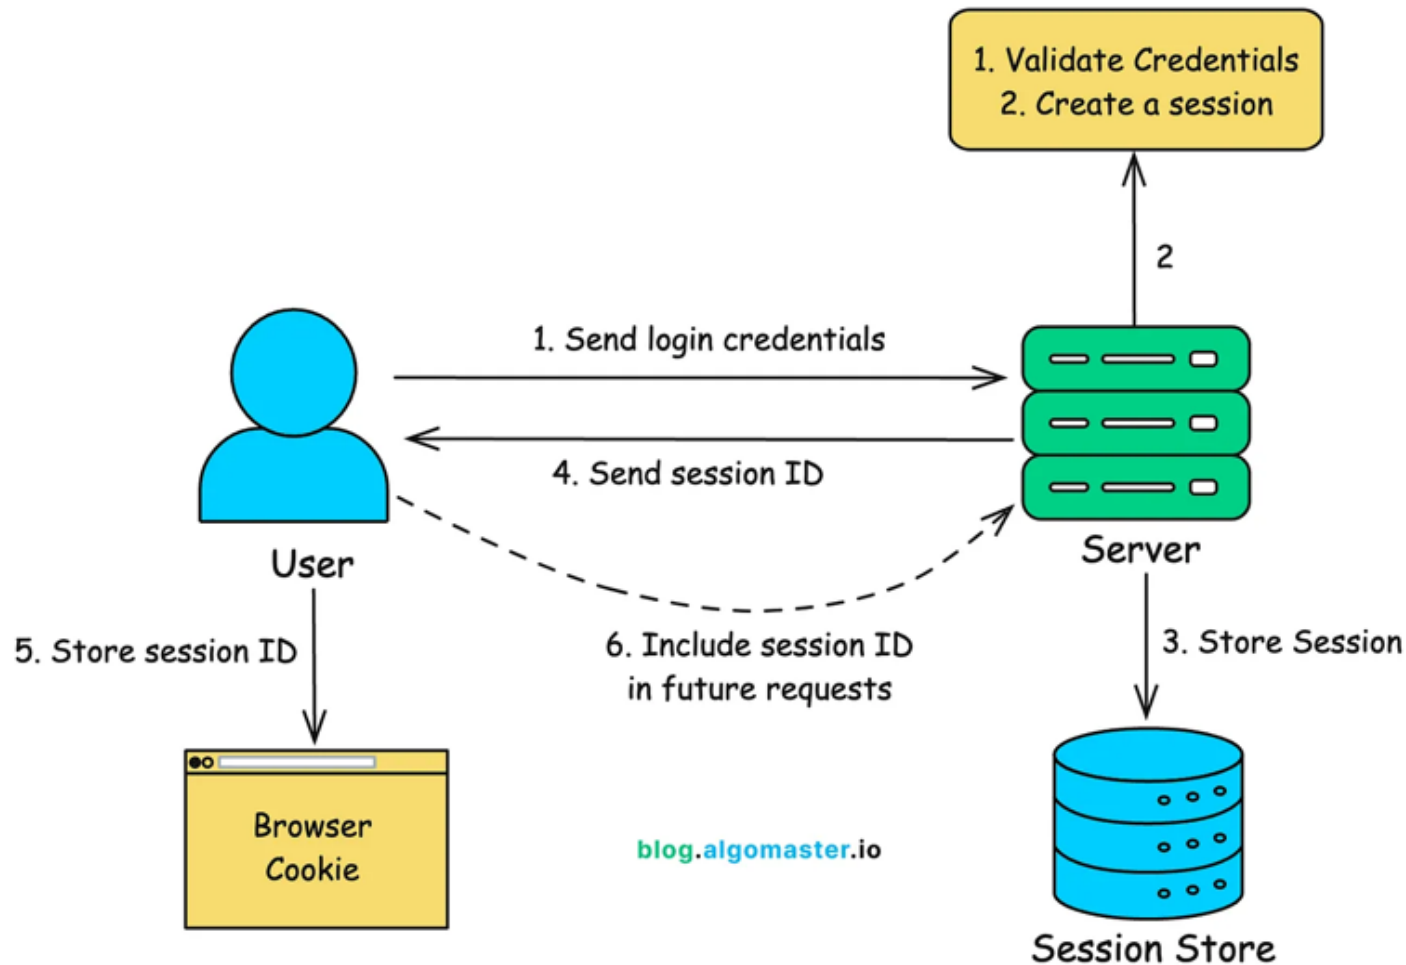 1. Validate Credentials
2. Create a session
2
1. Send login credentials
4. Send session ID
User
Server
5. Store session ID
6. Include session ID
in future requests
3. Store Session
Browser
Cookie
blog.algomaster.io
Session Store